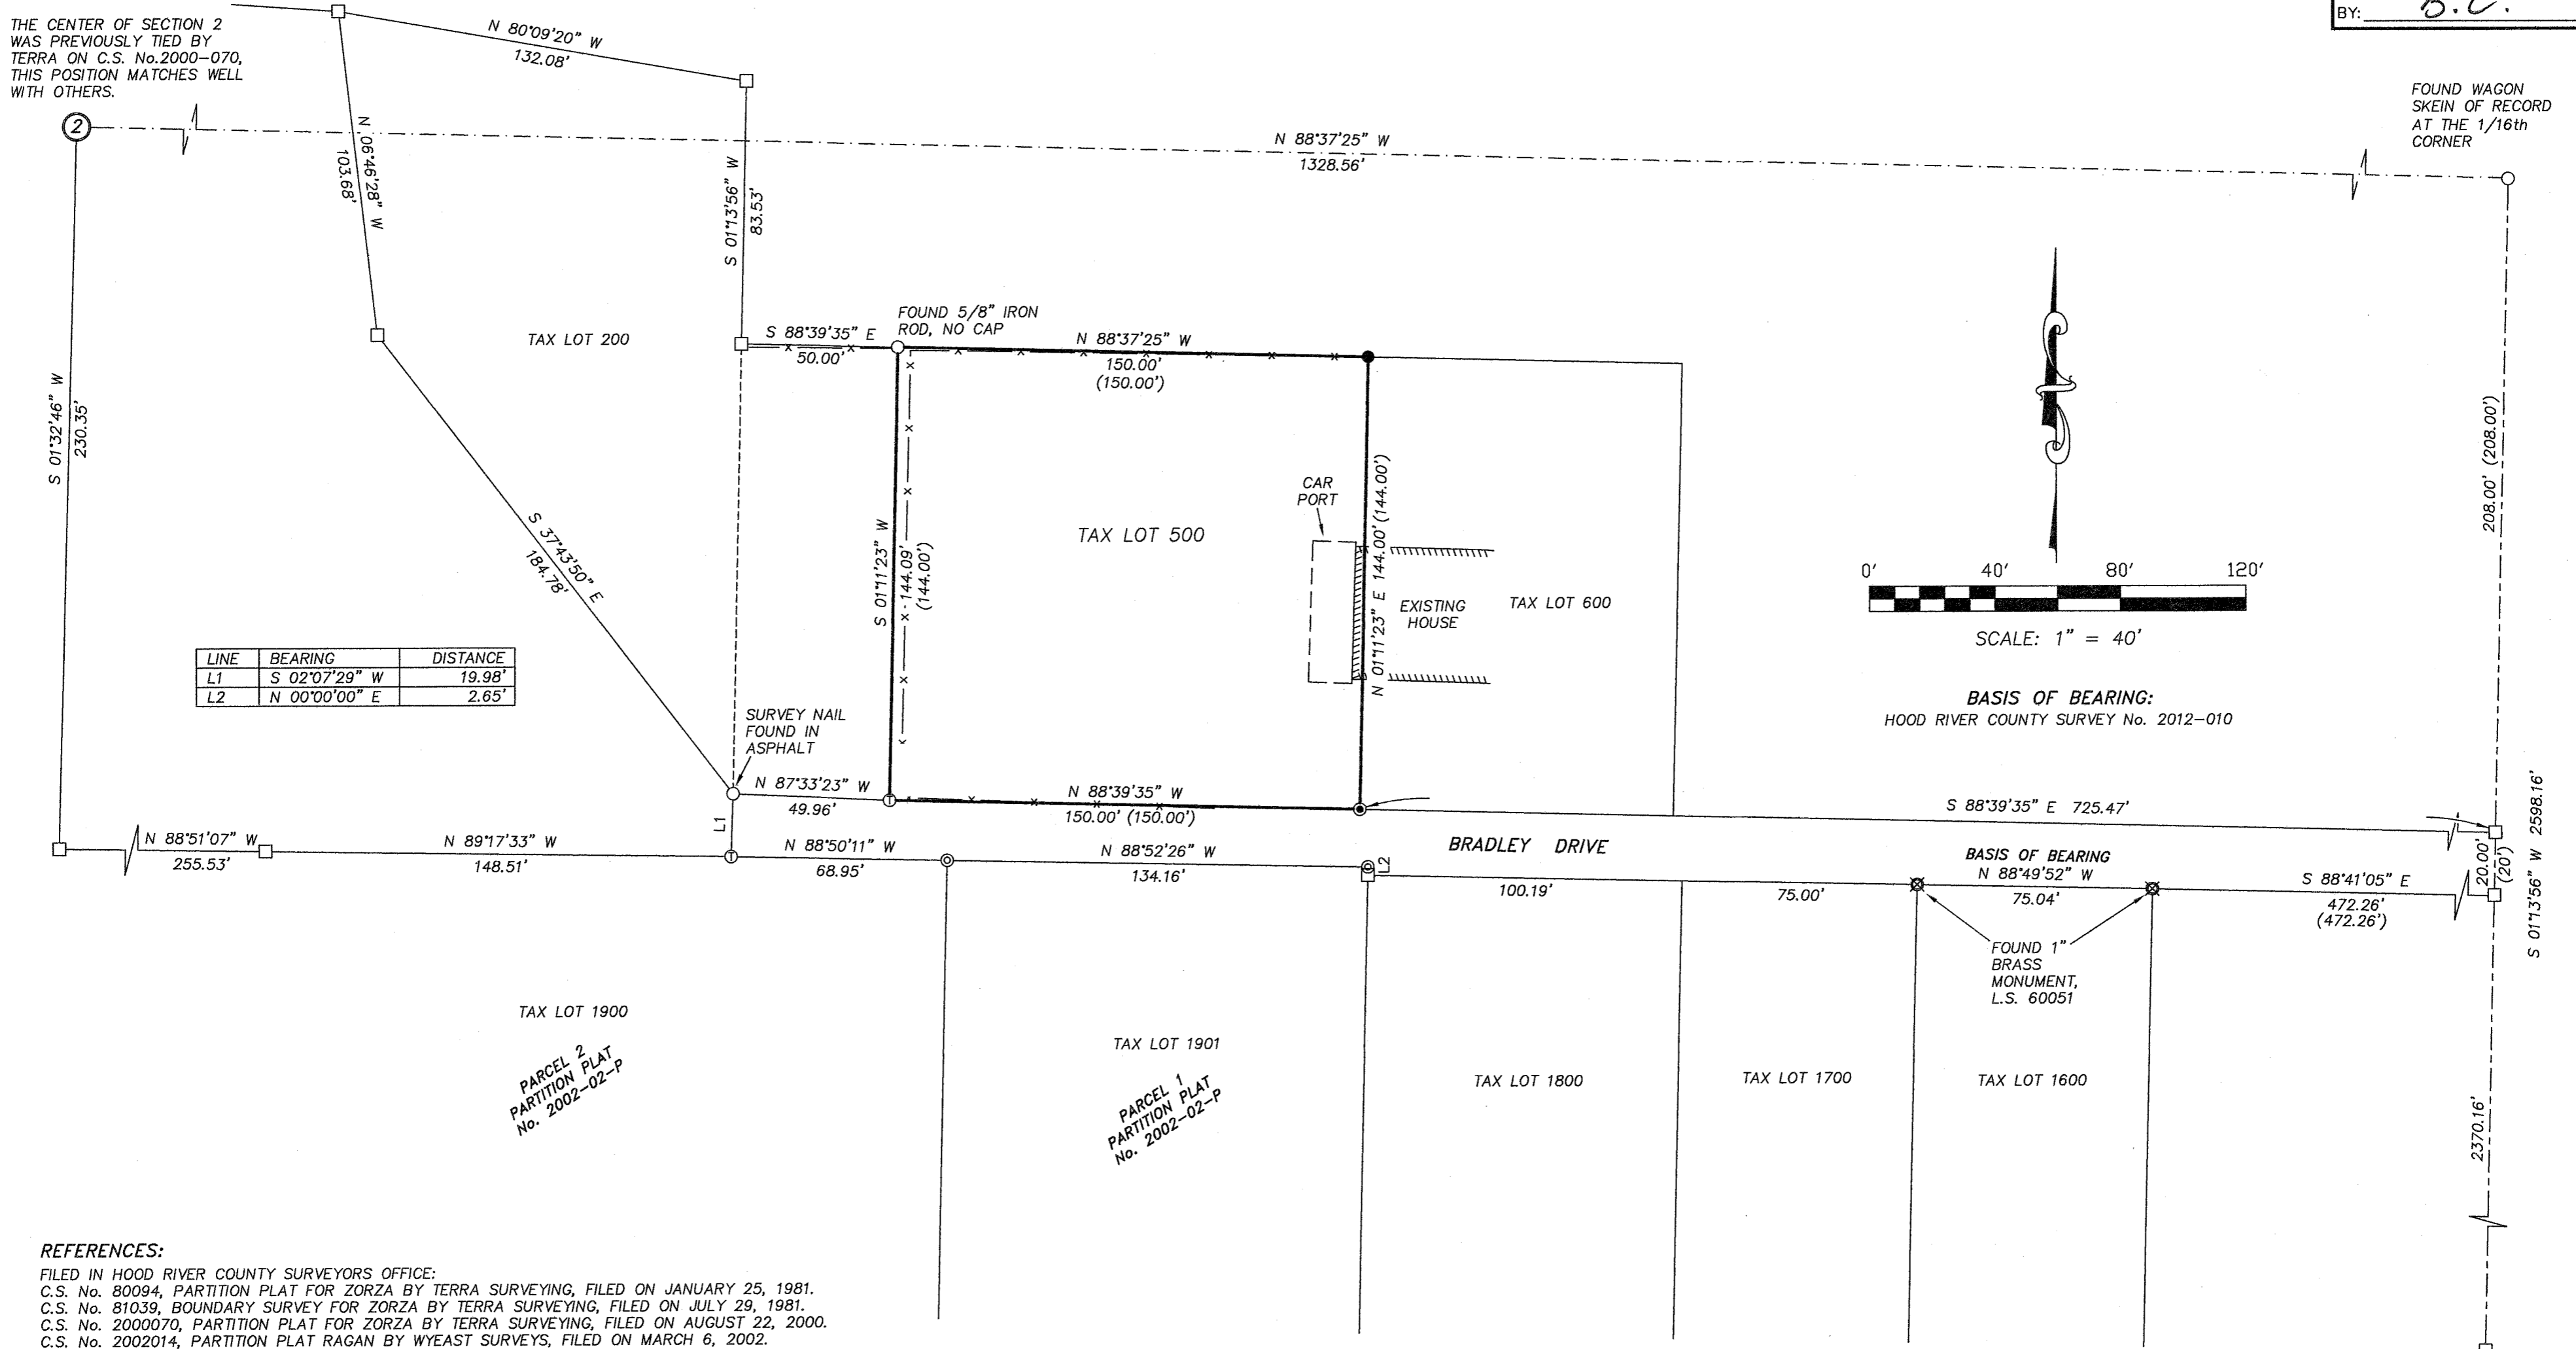 BY: B.C.
THE CENTER OF SECTION 2
WAS PREVIOUSLY TIED BY
TERRA ON C.S. No.2000-070,
THIS POSITION MATCHES WELL
WITH OTHERS.
N 80°09'20" W
132.08'
FOUND WAGON
SKEIN OF RECORD
AT THE 1/16th
CORNER
2
N 06°46'28" W
103.68'
S 01°13'56" W
83.53'
N 88°37'25" W
1328.56'
TAX LOT 200
FOUND 5/8" IRON
ROD, NO CAP
S 88°39'35" E
50.00'
N 88°37'25" W
150.00'
(150.00')
S 01°32'46" W
230.35'
S 37°43'50" E
184.78'
S 01°11'23" W
144.09'
(144.00')
TAX LOT 500
CAR
PORT
N 01°11'23" E 144.00' (144.00')
EXISTING
HOUSE
TAX LOT 600
208.00' (208.00')
0' 40' 80' 120'
SCALE: 1" = 40'
BASIS OF BEARING:
HOOD RIVER COUNTY SURVEY No. 2012-010
LINE BEARING DISTANCE
L1 S 02°07'29" W 19.98'
L2 N 00°00'00" E 2.65'
SURVEY NAIL
FOUND IN
ASPHALT
N 87°33'23" W
49.96'
N 88°39'35" W
150.00' (150.00')
S 88°39'35" E 725.47'
L1
N 88°51'07" W
255.53'
N 89°17'33" W
148.51'
N 88°50'11" W
68.95'
N 88°52'26" W
134.16'
L2
BRADLEY DRIVE
100.19'
75.00'
BASIS OF BEARING
N 88°49'52" W
75.04'
S 88°41'05" E
472.26'
(472.26')
20.00'
(20')
S 01°13'56" W 2598.16'
FOUND 1"
BRASS
MONUMENT,
L.S. 60051
TAX LOT 1900
PARCEL 2
PARTITION PLAT
No. 2002-02-P
TAX LOT 1901
PARCEL 1
PARTITION PLAT
No. 2002-02-P
TAX LOT 1800
TAX LOT 1700
TAX LOT 1600
2370.16'
REFERENCES:
FILED IN HOOD RIVER COUNTY SURVEYORS OFFICE:
C.S. No. 80094, PARTITION PLAT FOR ZORZA BY TERRA SURVEYING, FILED ON JANUARY 25, 1981.
C.S. No. 81039, BOUNDARY SURVEY FOR ZORZA BY TERRA SURVEYING, FILED ON JULY 29, 1981.
C.S. No. 2000070, PARTITION PLAT FOR ZORZA BY TERRA SURVEYING, FILED ON AUGUST 22, 2000.
C.S. No. 2002014, PARTITION PLAT RAGAN BY WYEAST SURVEYS, FILED ON MARCH 6, 2002.